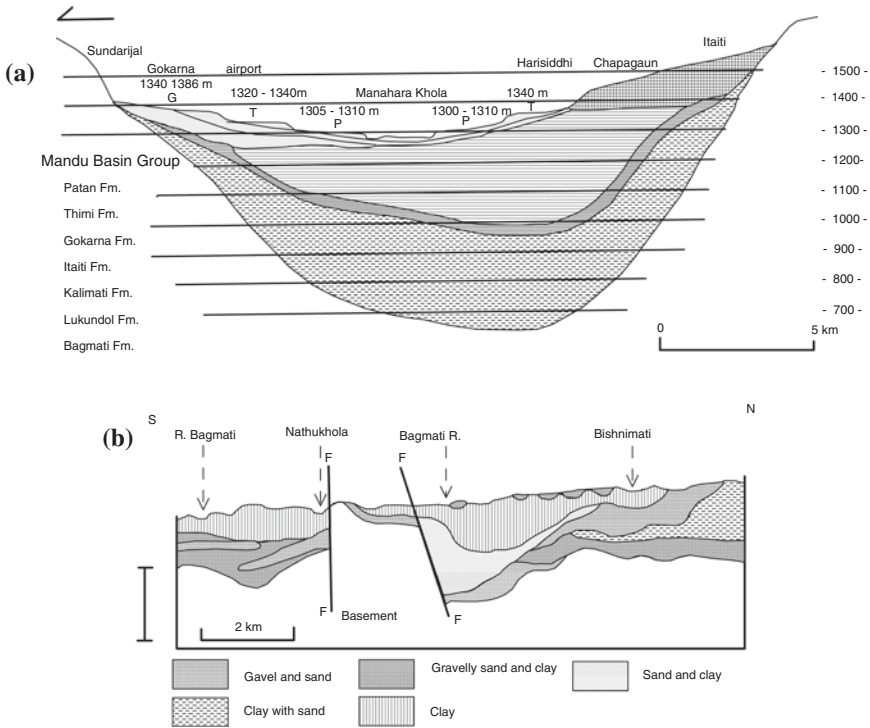 (a)
Sundarijal
Itaiti
Gokarna airport Harisiddhi Chapagaun
1340 1386 m
G
1320 - 1340m
T
Manahara Khola
1340 m
T
1305 - 1310 m
P
1300 - 1310 m
P
- 1500 -
- 1400 -
- 1300 -
- 1200-
- 1100 -
- 1000 -
- 900 -
- 800 -
- 700 -
Mandu Basin Group
Patan Fm.
Thimi Fm.
Gokarna Fm.
Itaiti Fm.
Kalimati Fm.
Lukundol Fm.
Bagmati Fm.
0 5 km
(b)
S N
R. Bagmati Nathukhola Bagmati R. Bishnimati
F F
F Basement F
2 km
Gavel and sand Gravelly sand and clay Sand and clay
Clay with sand Clay